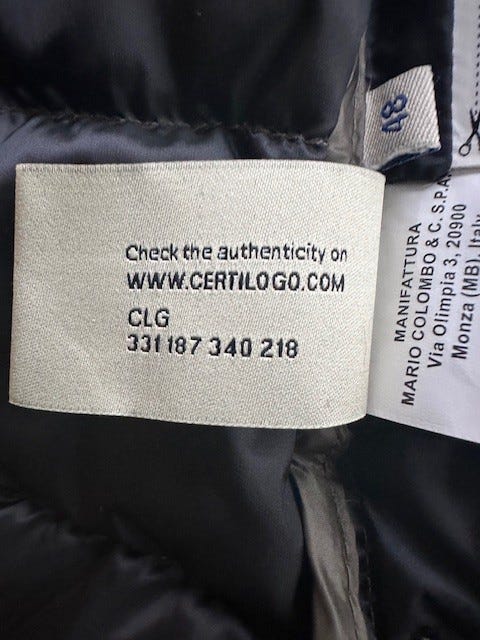 Check the authenticity on
WWW.CERTILOGO.COM
CLG
331 187 340 218
48
MANIFATTURA
MARIO COLOMBO & C. S.P.A.
Via Olimpia 3, 20900
Monza (MB), Italy